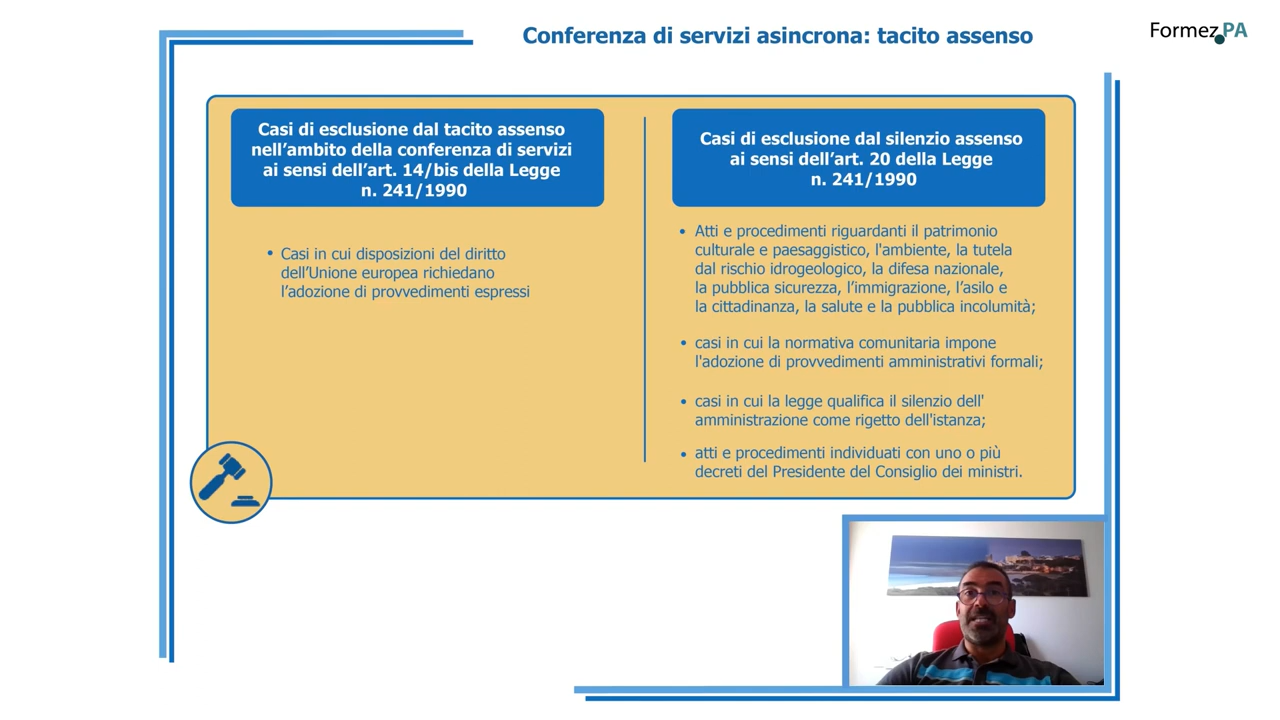 Conferenza di servizi asincrona: tacito assenso
Formez.PA
Casi di esclusione dal tacito assenso
nell'ambito della conferenza di servizi
ai sensi dell'art. 14/bis della Legge
n. 241/1990
• Casi in cui disposizioni del diritto
dell'Unione europea richiedano
l'adozione di provvedimenti espressi
Casi di esclusione dal silenzio assenso
ai sensi dell'art. 20 della Legge
n. 241/1990
• Atti e procedimenti riguardanti il patrimonio
culturale e paesaggistico, l'ambiente, la tutela
dal rischio idrogeologico, la difesa nazionale,
la pubblica sicurezza, l'immigrazione, l'asilo e
la cittadinanza, la salute e la pubblica incolumità;
• casi in cui la normativa comunitaria impone
l'adozione di provvedimenti amministrativi formali;
• casi in cui la legge qualifica il silenzio dell'
amministrazione come rigetto dell'istanza;
• atti e procedimenti individuati con uno o più
decreti del Presidente del Consiglio dei ministri.